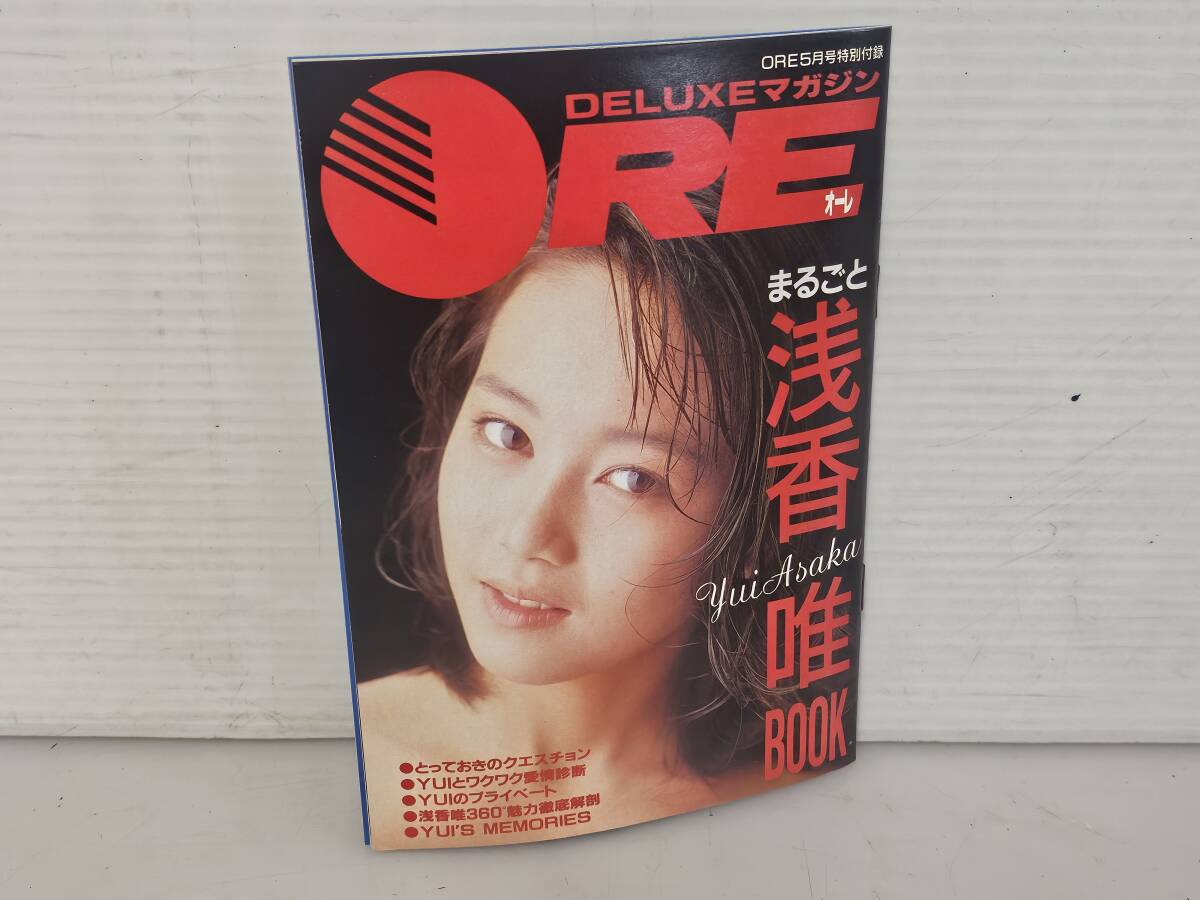 ORE5月号特別付録
DELUXEマガジン
ORE
オーレ
まるごと
浅香唯
Yui Asaka
BOOK
●とっておきのクエスチョン
●YUIとワクワク愛情診断
●YUIのプライベート
●浅香唯360°魅力徹底解剖
●YUI'S MEMORIES